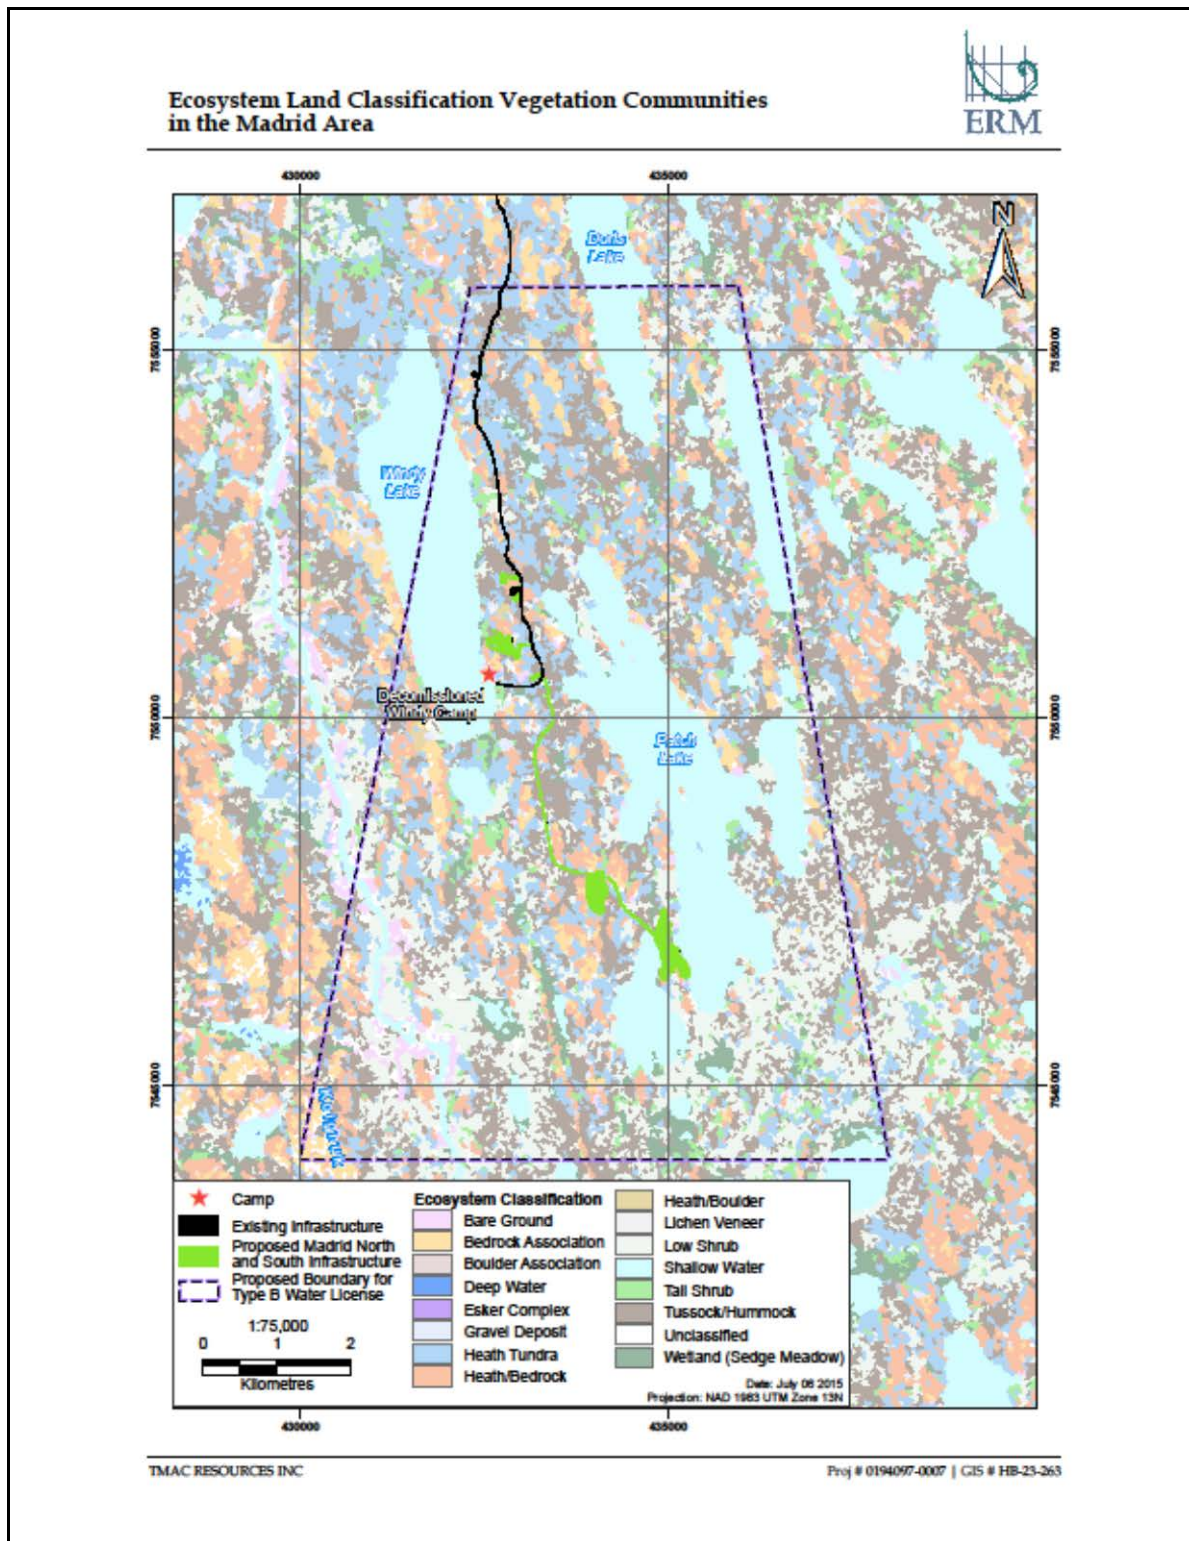 Ecosystem Land Classification Vegetation Communities
in the Madrid Area
ERM
430000
435000
N
Doris
Lake
Windy
Lake
Decomissioned
Windy Camp
Patch
Lake
7550000
7550000
7545000
7545000
Camp
Existing Infrastructure
Proposed Madrid North
and South Infrastructure
Proposed Boundary for
Type B Water License
1:75,000
0 1 2
Kilometres
Ecosystem Classification
Bare Ground
Bedrock Association
Boulder Association
Deep Water
Esker Complex
Gravel Deposit
Heath Tundra
Heath/Bedrock
Heath/Boulder
Lichen Veneer
Low Shrub
Shallow Water
Tall Shrub
Tussock/Hummock
Unclassified
Wetland (Sedge Meadow)
Date: July 06 2015
Projection: NAD 1983 UTM Zone 13N
430000
435000
TMAC RESOURCES INC
Proj # 0194097-0007 | GIS # HB-23-263